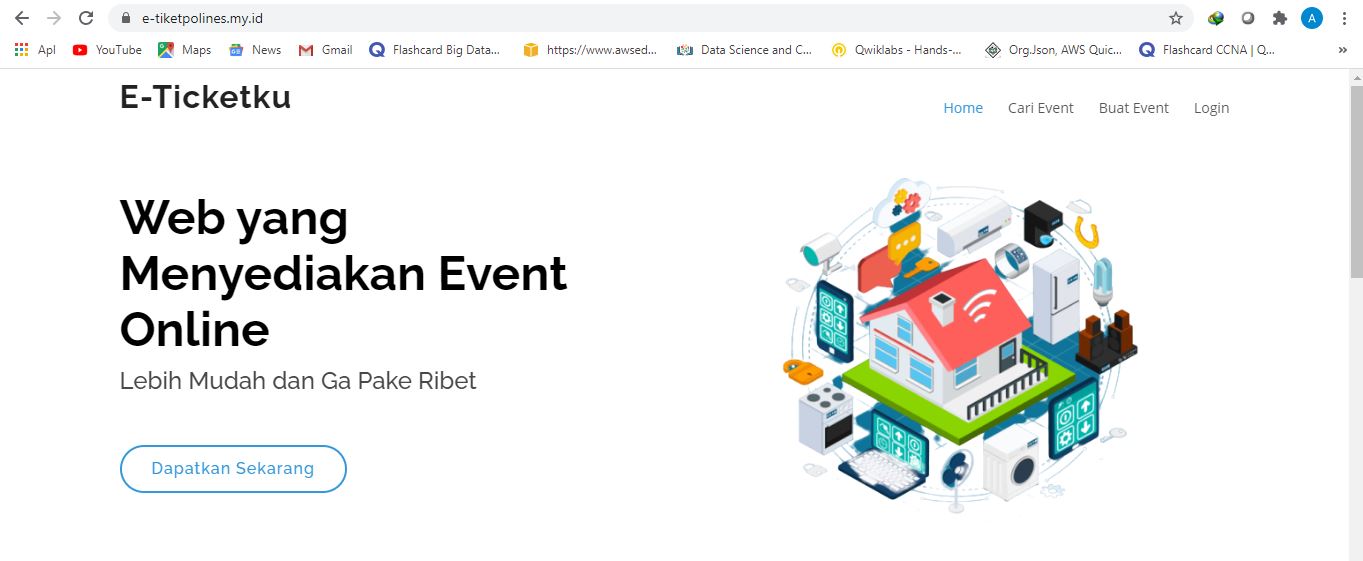 e-tiketpolines.my.id
A
Apl YouTube Maps News Gmail Flashcard Big Data... https://www.awsed... Data Science and C... Qwiklabs - Hands-... Org.Json, AWS Quic... Flashcard CCNA | Q... »
E-Ticketku
Home Cari Event Buat Event Login
Web yang
Menyediakan Event
Online
Lebih Mudah dan Ga Pake Ribet
Dapatkan Sekarang